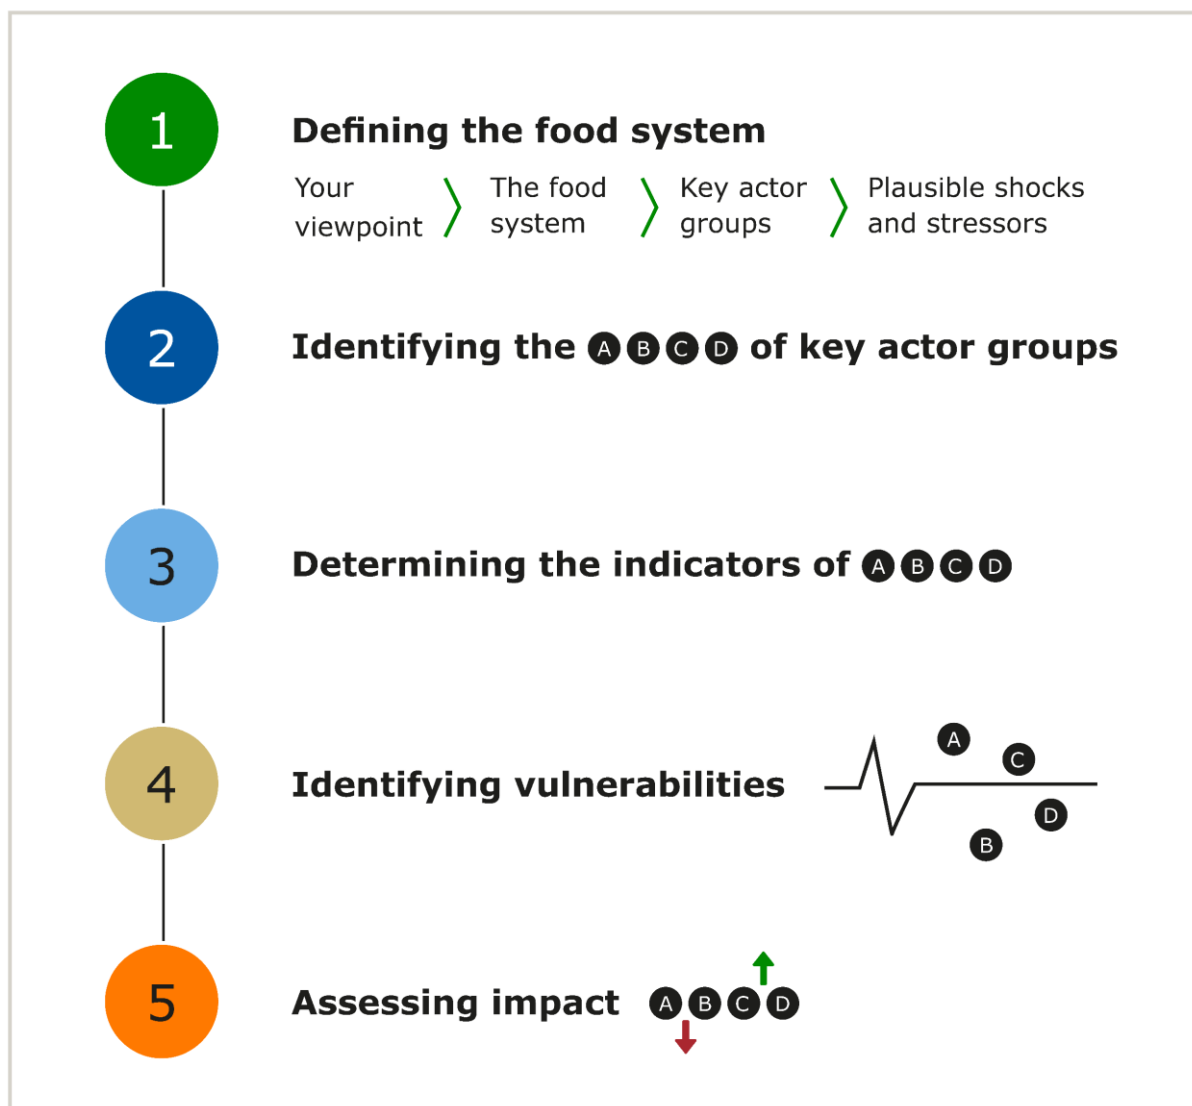 1
Defining the food system
Your viewpoint
The food system
Key actor groups
Plausible shocks and stressors
2
Identifying the A B C D of key actor groups
3
Determining the indicators of A B C D
4
Identifying vulnerabilities
A
C
D
B
5
Assessing impact A B C D